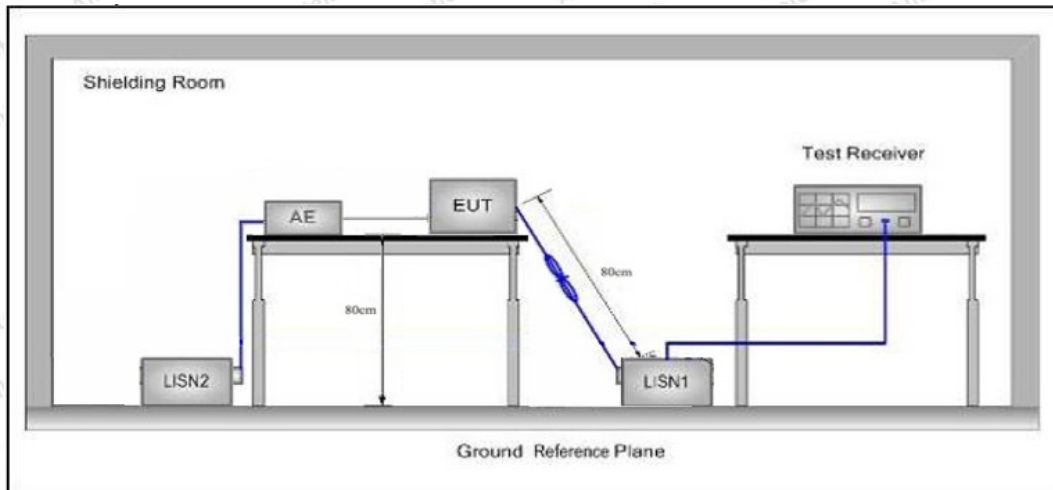 Shielding Room
Test Receiver
AE
EUT
80cm
80cm
LISN2
LISN1
Ground Reference Plane